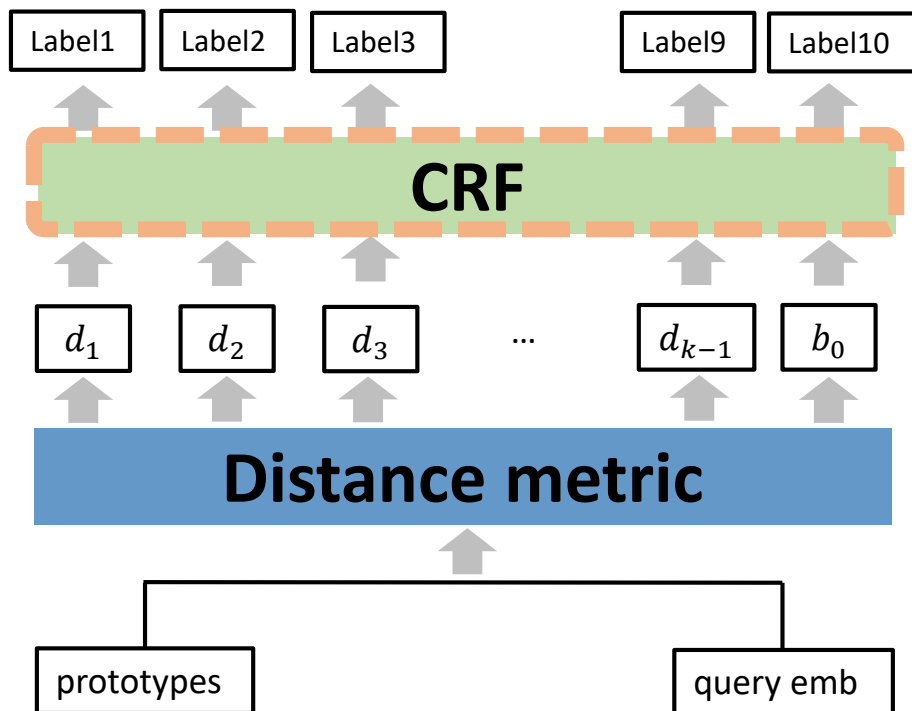 Label1 Label2 Label3 Label9 Label10
CRF
d₁ d₂ d₃ ... dₖ₋₁ b₀
Distance metric
prototypes query emb